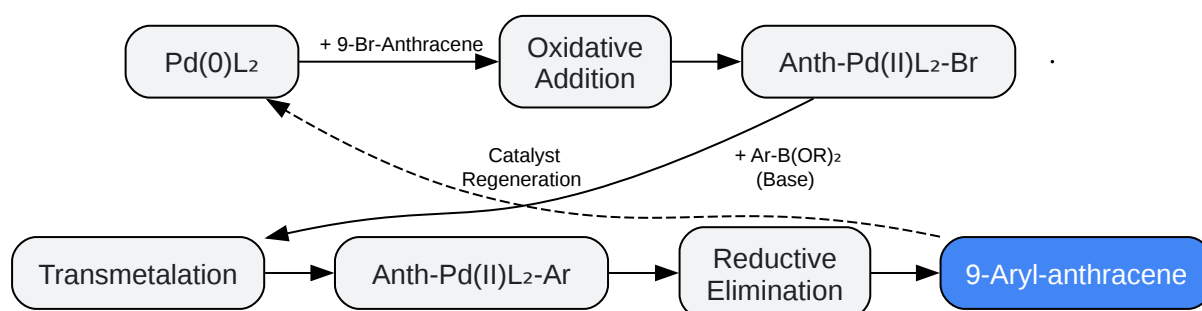 Pd(0)L₂
+ 9-Br-Anthracene
Oxidative
Addition
Anth-Pd(II)L₂-Br
.
Catalyst
Regeneration
+ Ar-B(OR)₂
(Base)
Transmetalation
Anth-Pd(II)L₂-Ar
Reductive
Elimination
9-Aryl-anthracene